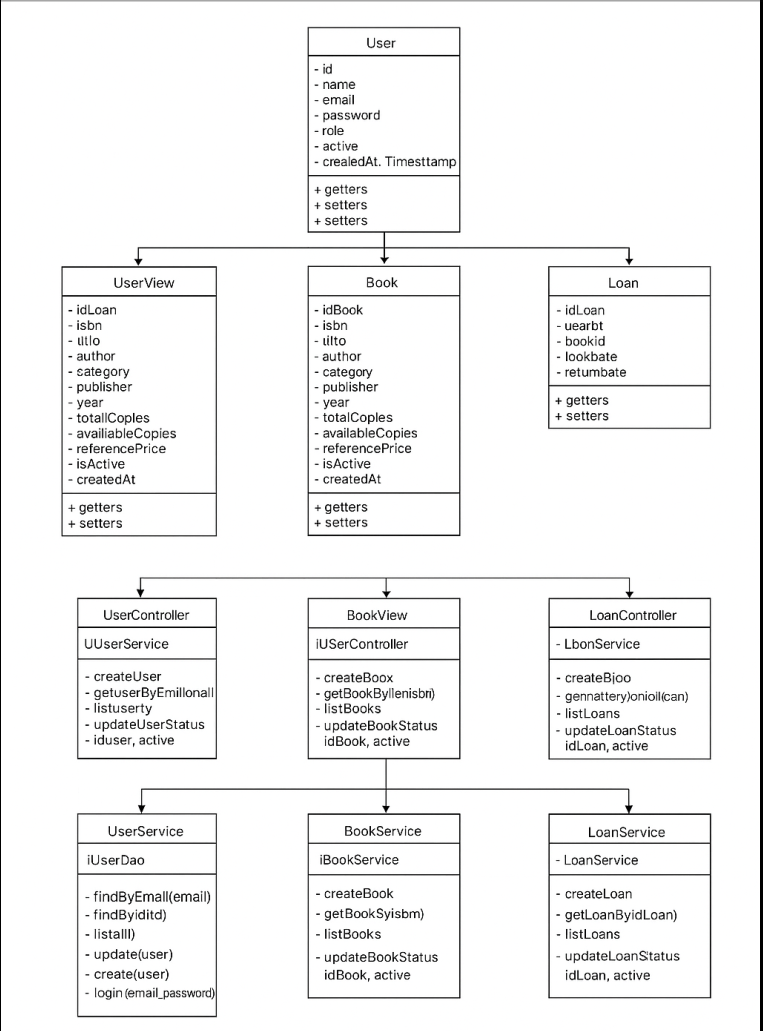 User
- id
- name
- email
- password
- role
- active
- crealedAt. Timesttamp
+ getters
+ setters
+ setters
UserView
- idLoan
- isbn
- ɩıtlo
- author
- category
- publisher
- year
- totallCoples
- availiableCopies
- referencePrice
- isActive
- createdAt
+ getters
+ setters
Book
- idBook
- isbn
- ɩılto
- author
- category
- publisher
- year
- totalCoples
- availableCopies
- referencePrice
- isActive
- createdAt
+ getters
+ setters
Loan
- idLoan
- uearbt
- bookid
- lookbate
- retumbate
+ getters
+ setters
UserController
UUserService
- createUser
- getuserByEmillonall
- listuserty
- updateUserStatus
- iduser, active
BookView
iUSerController
- createBoox
- getBookByllenisbri)
- listBooks
- updateBookStatus
idBook, active
LoanController
- LbonService
- createBjoo
- gennattery)onioil(can)
- listLoans
- updateLoanStatus
idLoan, active
UserService
iUserDao
- findByEmall(email)
- findByiditd)
- listalll)
- update(user)
- create(user)
- login (email_password)
BookService
iBookService
- createBook
- getBookSyisbm)
- listBooks
- updateBookStatus
idBook, active
LoanService
- LoanService
- createLoan
- getLoanByidLoan)
- listLoans
- updateLoanStatus
idLoan, active